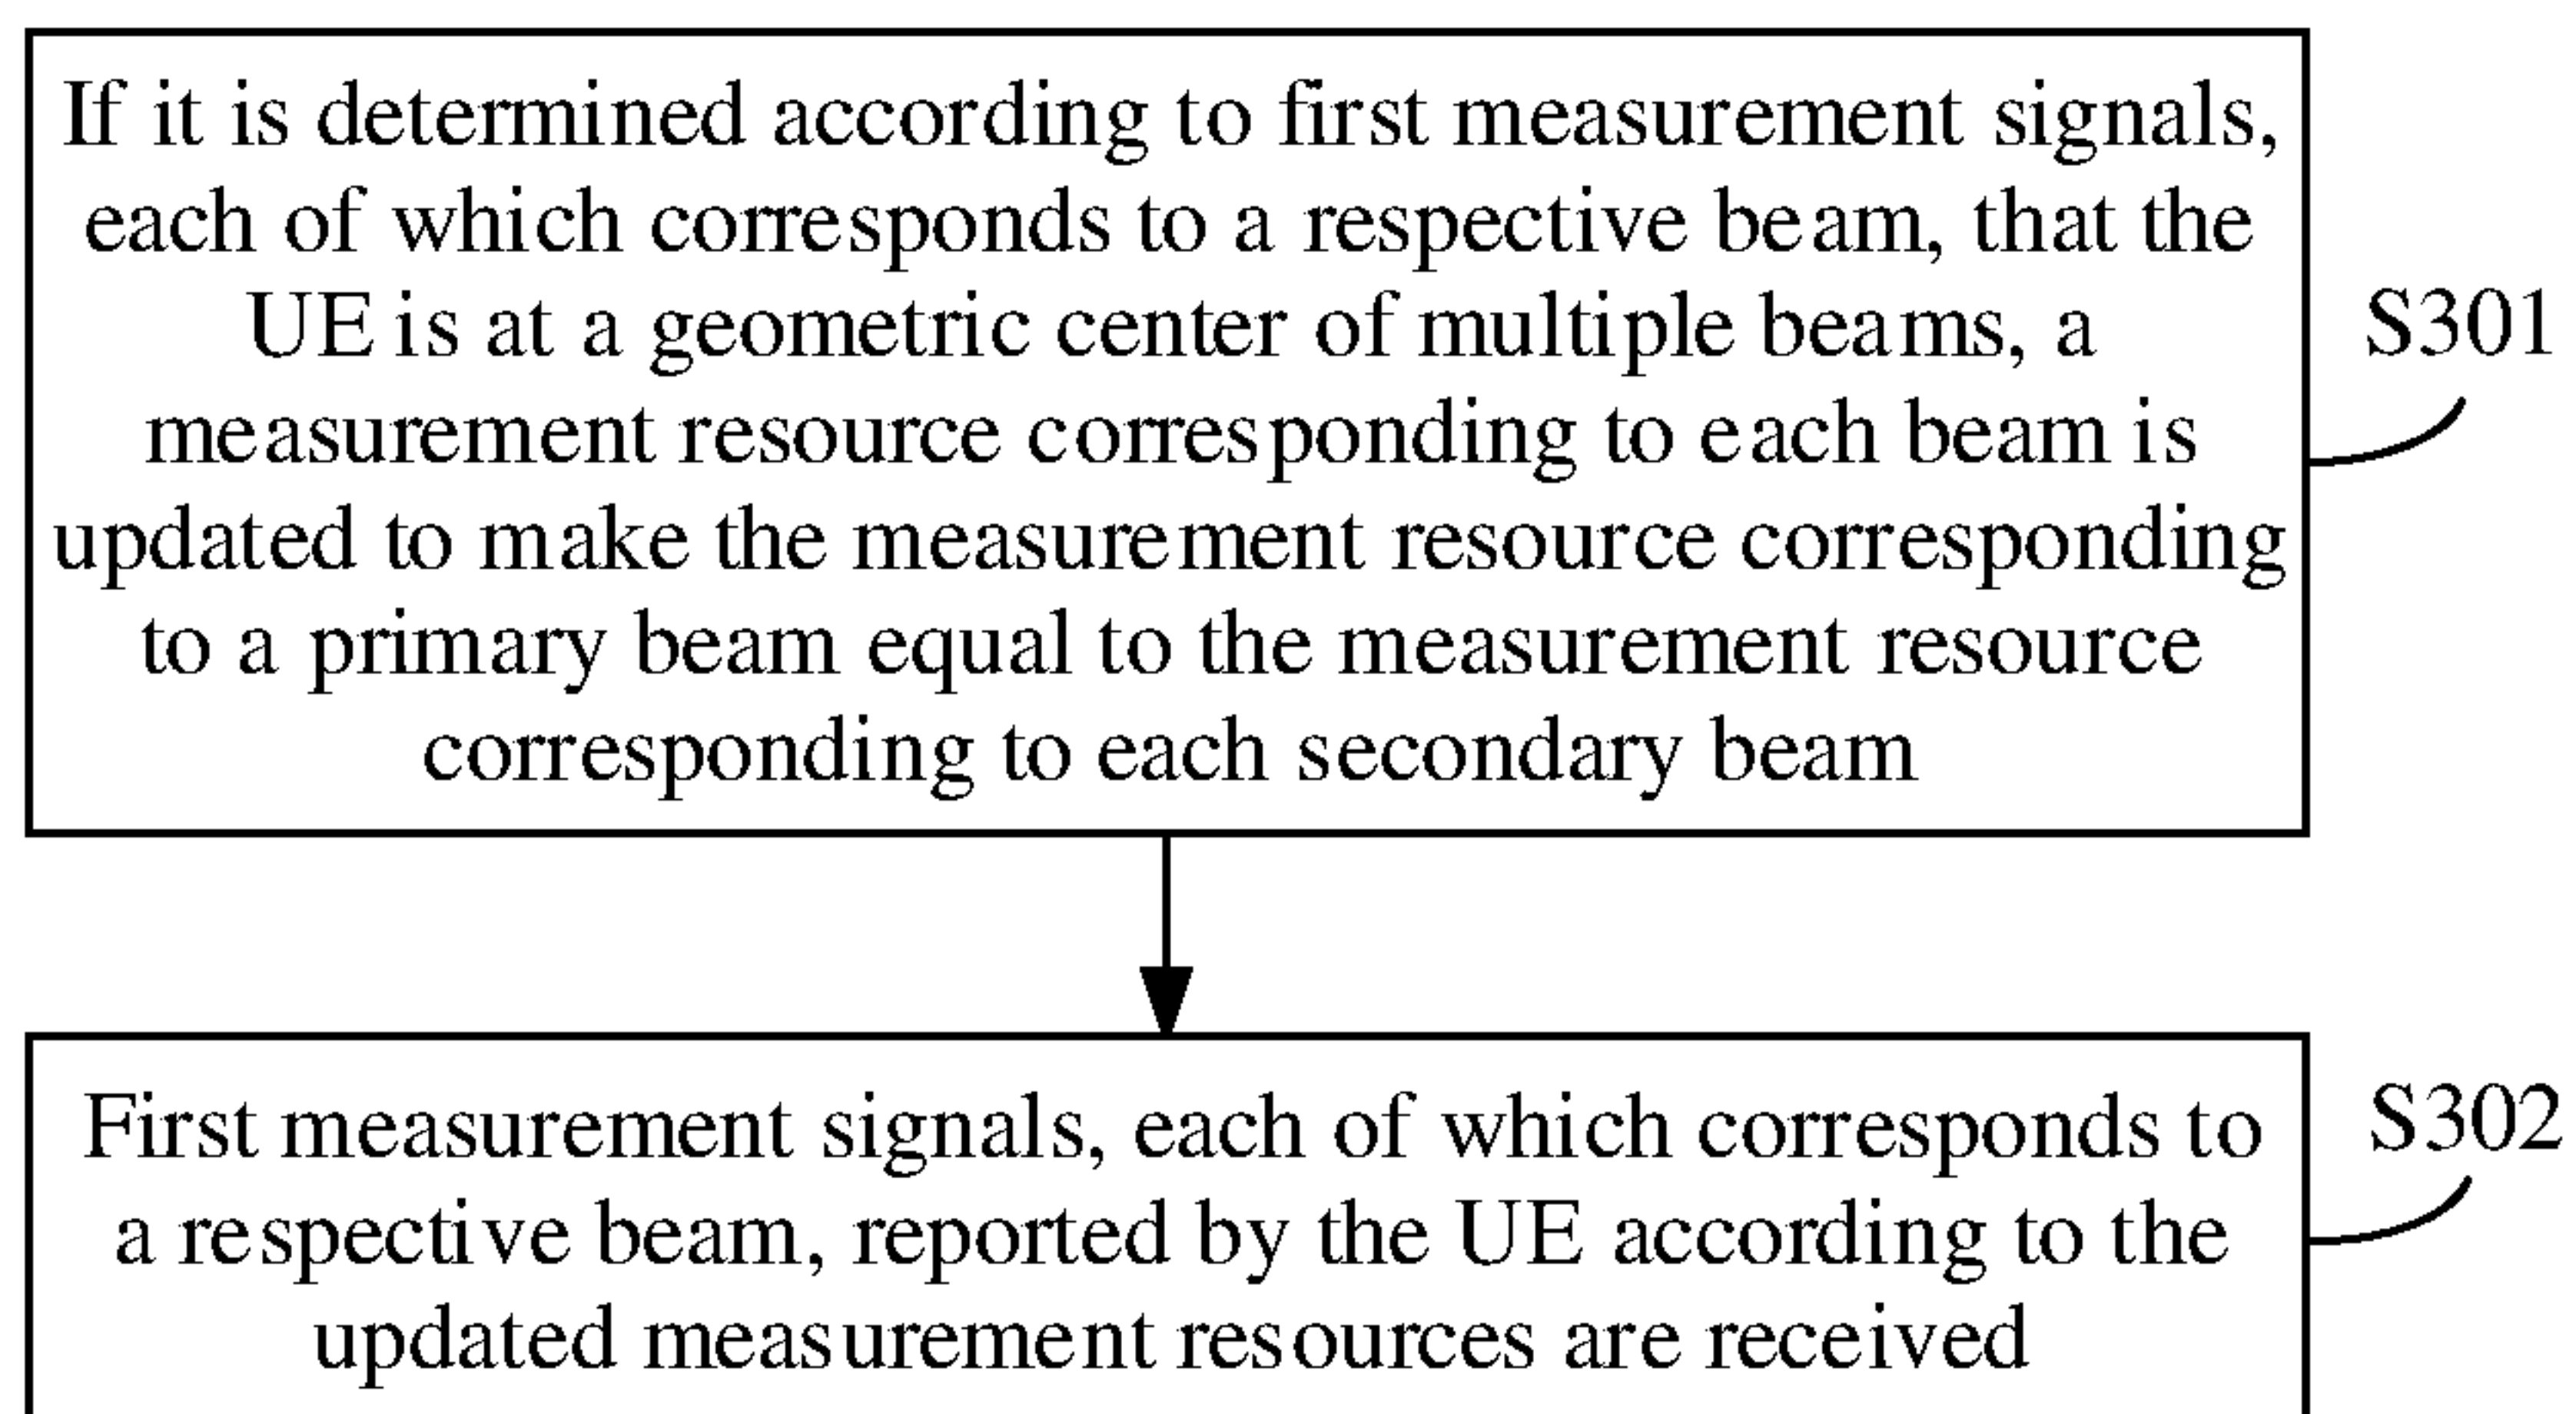 If it is determined according to first measurement signals,
each of which corresponds to a respective beam, that the
UE is at a geometric center of multiple beams, a
measurement resource corresponding to each beam is
updated to make the measurement resource corresponding
to a primary beam equal to the measurement resource
corresponding to each secondary beam
S301
First measurement signals, each of which corresponds to
a respective beam, reported by the UE according to the
updated measurement resources are received
S302